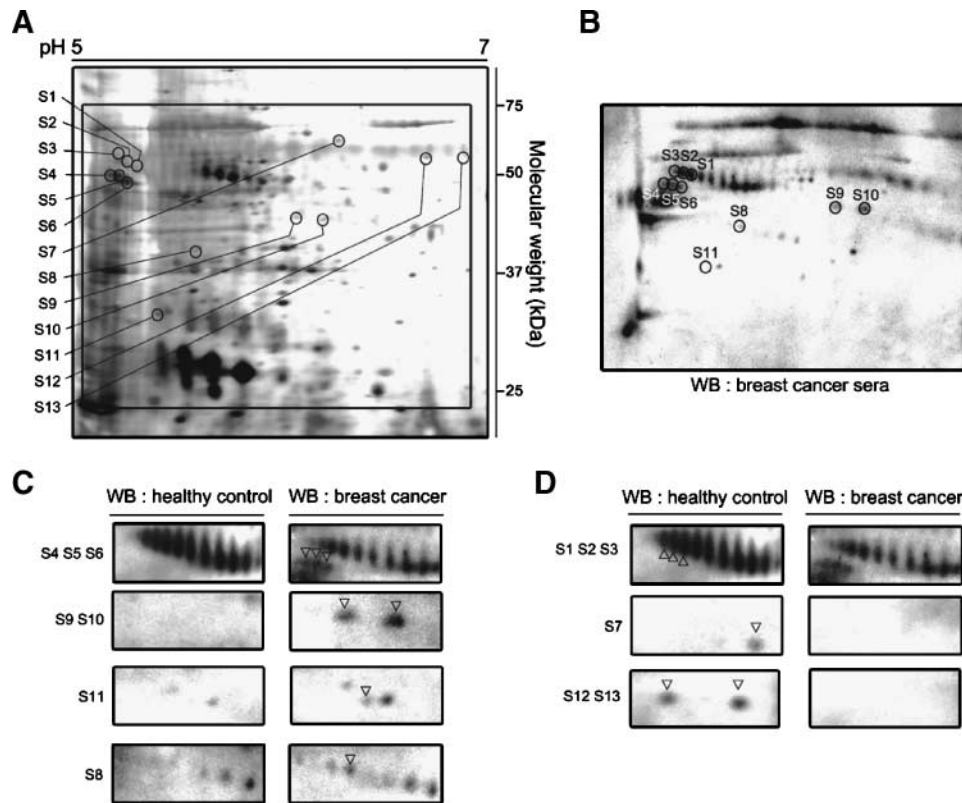 A
pH 5 7
S1
S2
S3
S4
S5
S6
S7
S8
S9
S10
S11
S12
S13
75
50
37
25
Molecular weight (kDa)
B
S3 S2 S1
S4 S5 S6
S8
S9 S10
S11
WB : breast cancer sera
C
WB : healthy control WB : breast cancer
S4 S5 S6
S9 S10
S11
S8
D
WB : healthy control WB : breast cancer
S1 S2 S3
S7
S12 S13